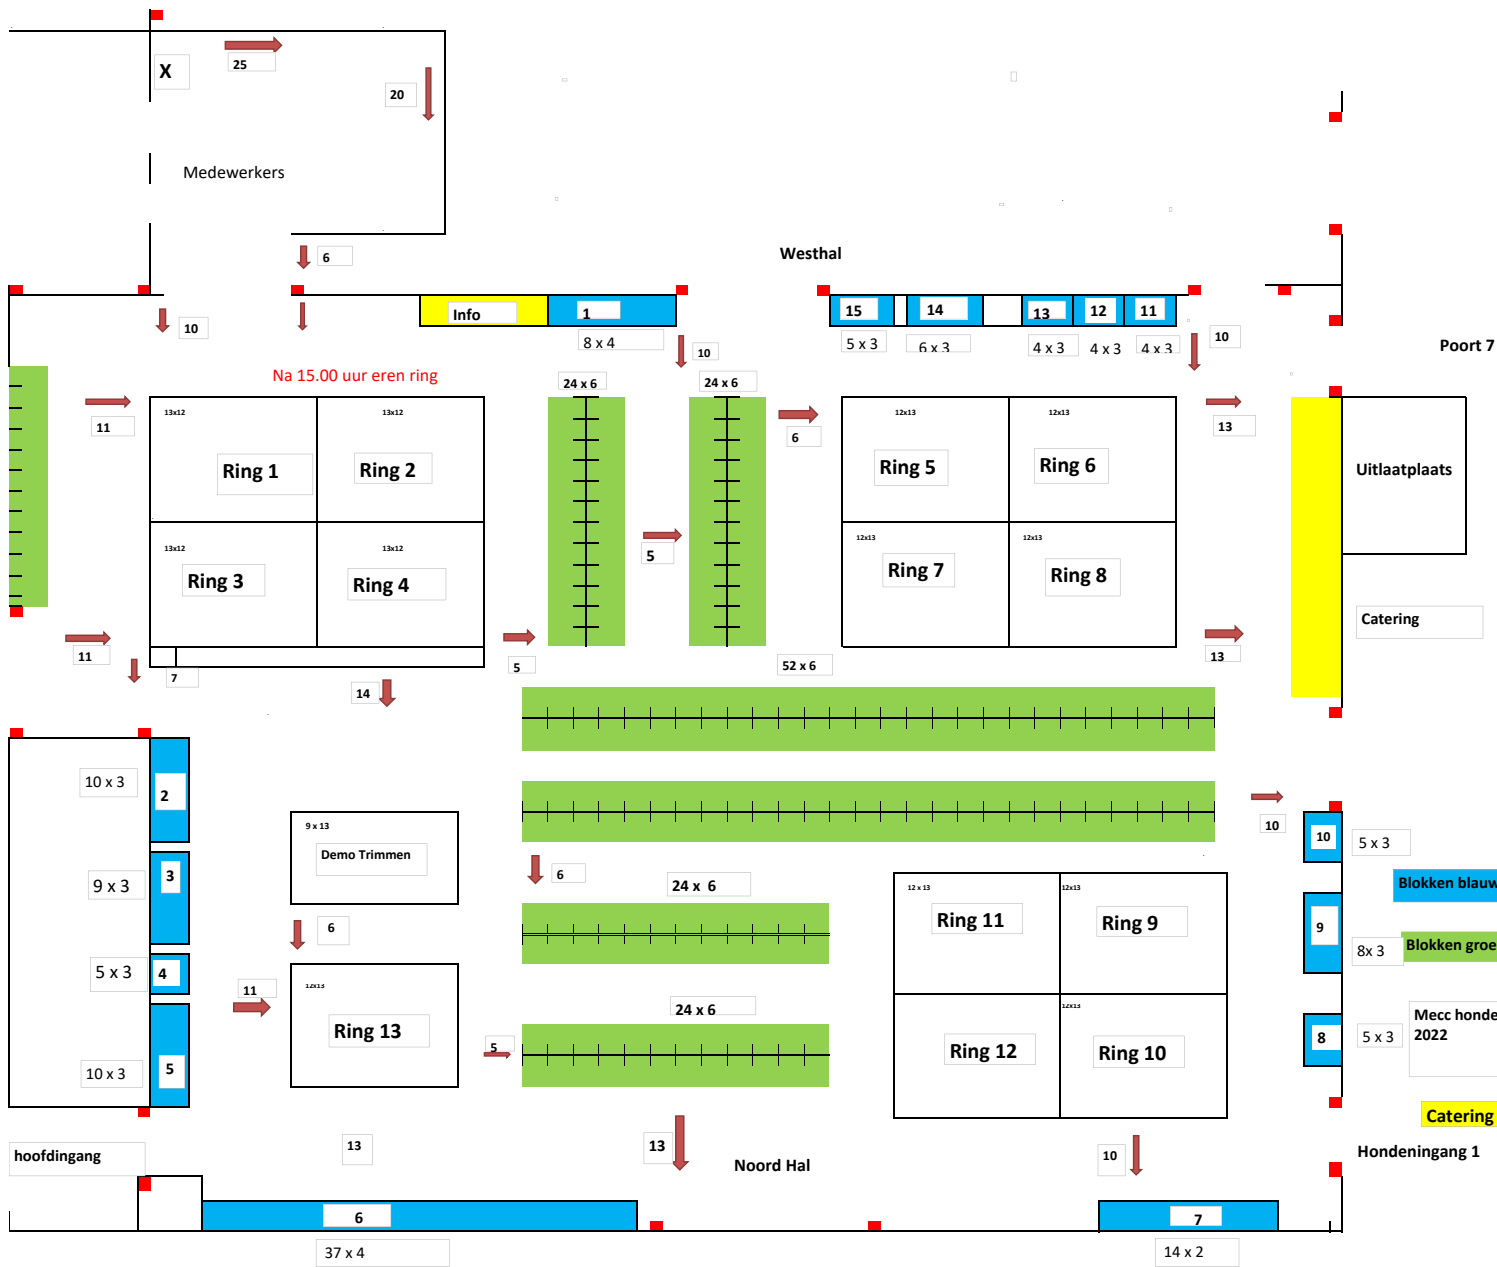 X
25
20
Medewerkers
6
Westhal
Info
1
15
14
13
12
11
10
8 x 4
5 x 3
6 x 3
4 x 3
4 x 3
4 x 3
10
10
Poort 7
Na 15.00 uur eren ring
24 x 6
24 x 6
11
13x12
13x12
6
12x13
12x13
13
Ring 1
Ring 2
Ring 5
Ring 6
Uitlaatplaats
13x12
13x12
5
12x13
12x13
Ring 3
Ring 4
Ring 7
Ring 8
Catering
11
7
5
52 x 6
13
14
10 x 3
2
9 x 13
Demo Trimmen
10
10
5 x 3
9 x 3
3
6
24 x 6
12 x 13
12x13
Blokken blauw
Ring 11
Ring 9
6
9
8x 3
Blokken groe
5 x 3
4
11
12x13
24 x 6
12x13
Mecc honde
2022
Ring 13
5
Ring 12
Ring 10
8
5 x 3
10 x 3
5
Catering
hoofdingang
13
13
Noord Hal
10
Hondeningang 1
6
7
37 x 4
14 x 2